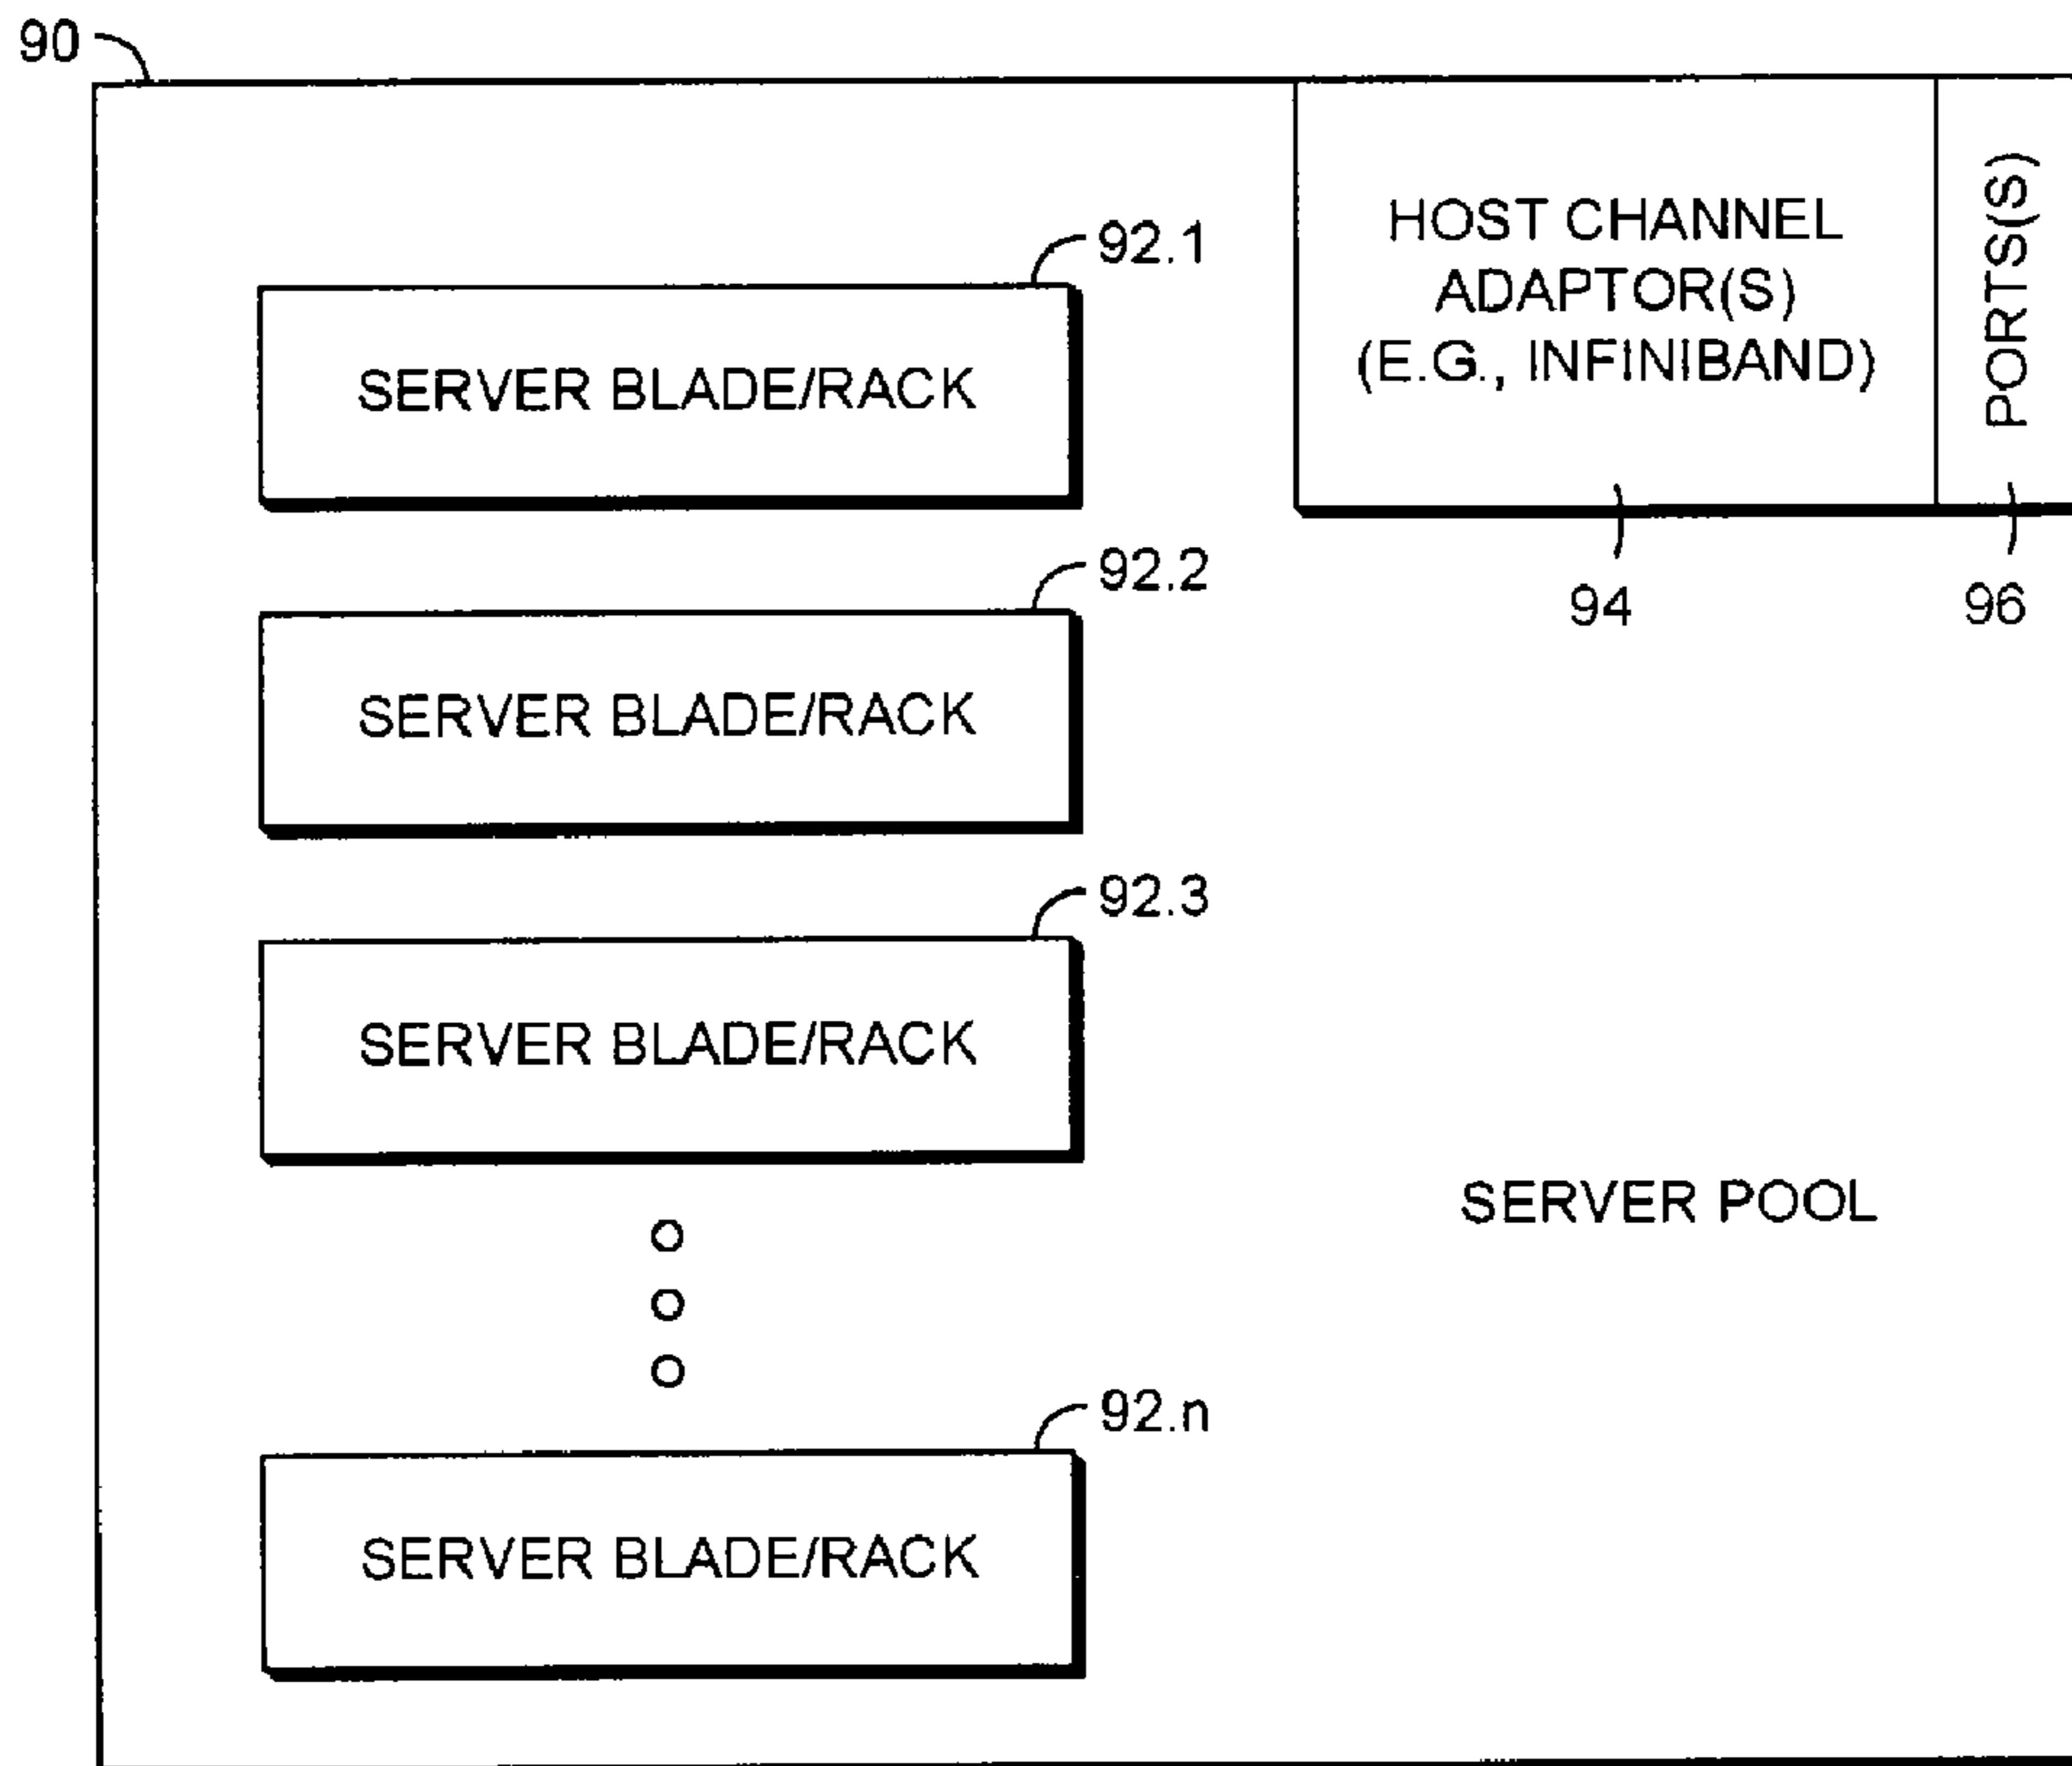 90
92.1
SERVER BLADE/RACK
HOST CHANNEL
ADAPTOR(S)
(E.G., INFINIBAND)
PORTS(S)
94
96
92.2
SERVER BLADE/RACK
92.3
SERVER BLADE/RACK
SERVER POOL
92.n
SERVER BLADE/RACK